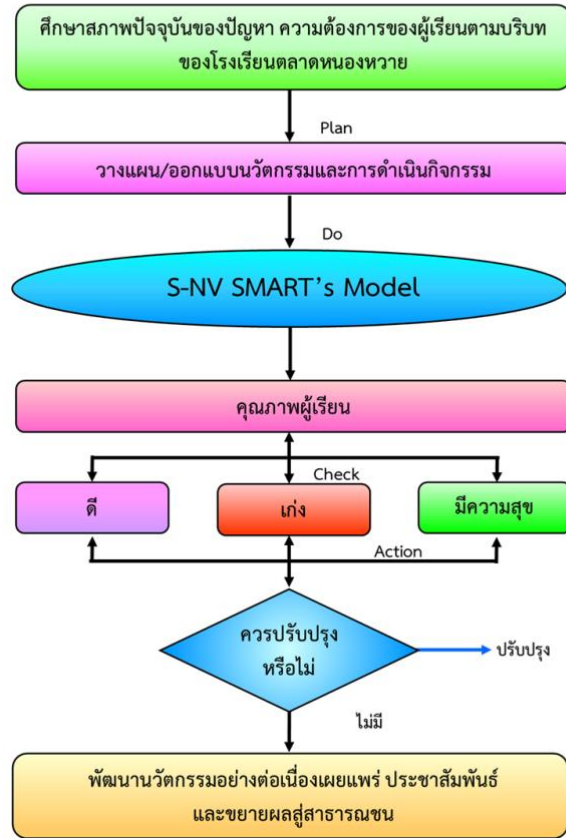 ศึกษาสภาพปัจจุบันของปัญหา ความต้องการของผู้เรียนตามบริบท
ของโรงเรียนตลาดหนองหวาย
Plan
วางแผน/ออกแบบนวัตกรรมและการดำเนินกิจกรรม
Do
S-NV SMART’s Model
คุณภาพผู้เรียน
Check
ดี
เก่ง
มีความสุข
Action
ควรปรับปรุง
หรือไม่
ปรับปรุง
ไม่มี
พัฒนานวัตกรรมอย่างต่อเนื่องเผยแพร่ ประชาสัมพันธ์
และขยายผลสู่สาธารณชน